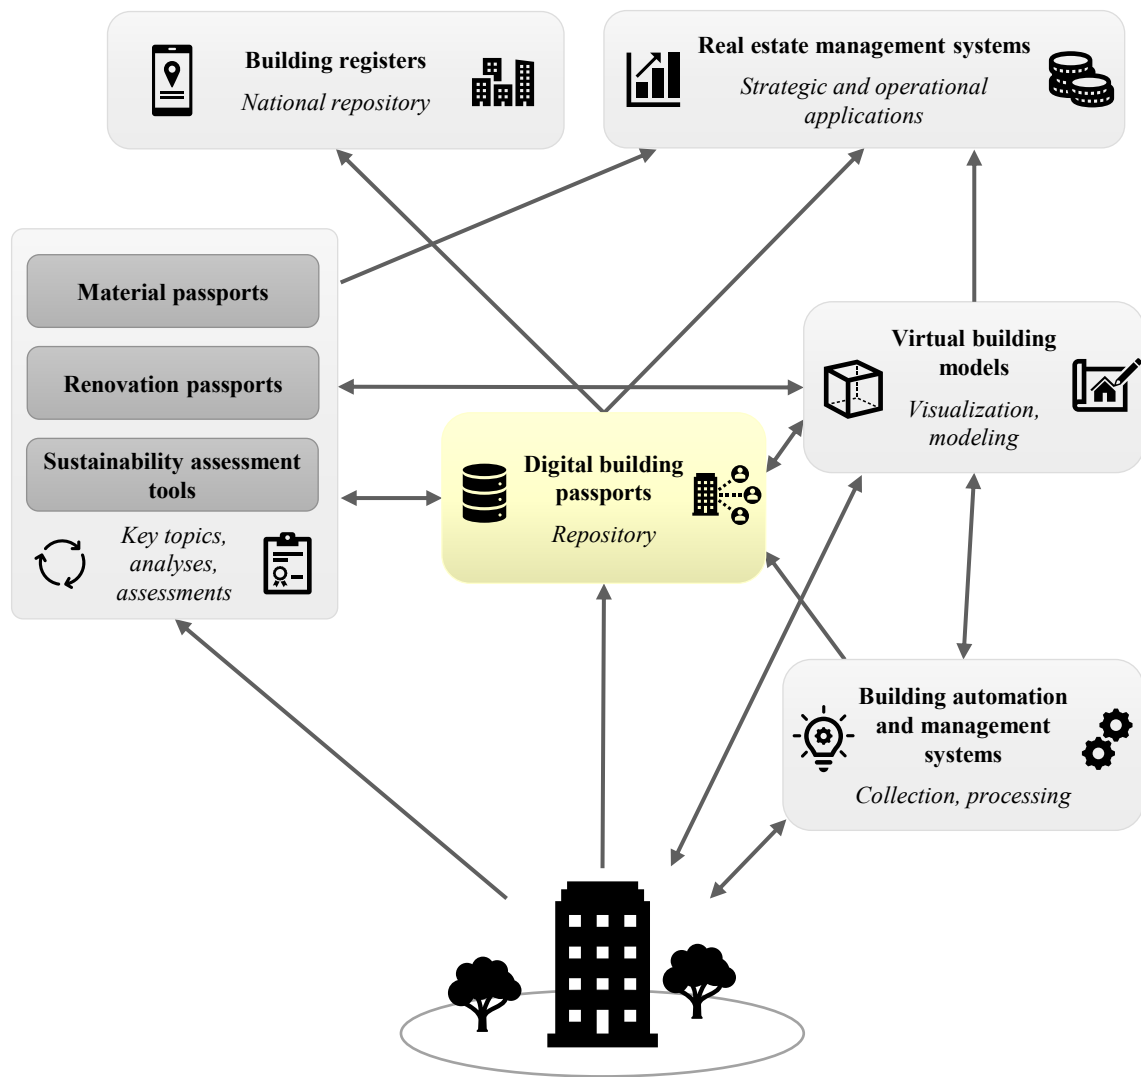 Building registers
National repository
Real estate management systems
Strategic and operational
applications
Material passports
Renovation passports
Sustainability assessment
tools
Key topics,
analyses,
assessments
Digital building
passports
Repository
Virtual building
models
Visualization,
modeling
Building automation
and management
systems
Collection, processing